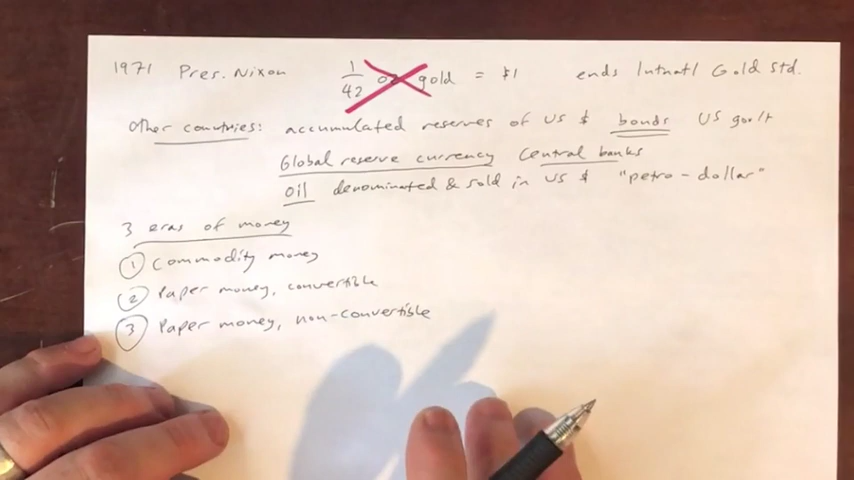 1971 Pres. Nixon 1/42 oz gold = $1 ends Intnat'l Gold std.
Other countries: accumulated reserves of US $ bonds US gov't
Global reserve currency Central banks
Oil denominated & sold in US $ "petro-dollar"
3 eras of money
1 Commodity money
2 Paper money, convertible
3 Paper money, non-convertible